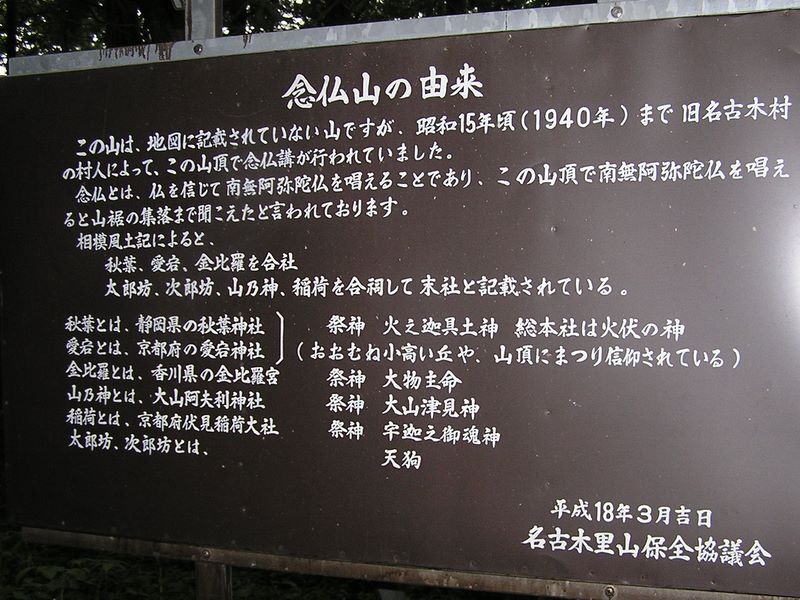 念仏山の由来
この山は、地図に記載されていない山ですが、昭和15年頃(1940年)まで旧名古木村
の村人によって、この山頂で念仏講が行われていました。
念仏とは、仏を信じて南無阿弥陀仏を唱えることであり、この山頂で南無阿弥陀仏を唱え
ると山裾の集落まで聞こえたと言われております。
相模風土記によると、
秋葉、愛宕、金比羅を合社
太郎坊、次郎坊、山乃神、稲荷を合祠して末社と記載されている。
秋葉とは、静岡県の秋葉神社 祭神 火之迦具土神 総本社は火伏の神
愛宕とは、京都府の愛宕神社 (おおむね小高い丘や、山頂にまつり信仰されている)
金比羅とは、香川県の金比羅宮 祭神 大物主命
山乃神とは、大山阿夫利神社 祭神 大山津見神
稲荷とは、京都府伏見稲荷大社 祭神 宇迦之御魂神
太郎坊、次郎坊とは、 天狗
平成18年3月吉日
名古木里山保全協議会